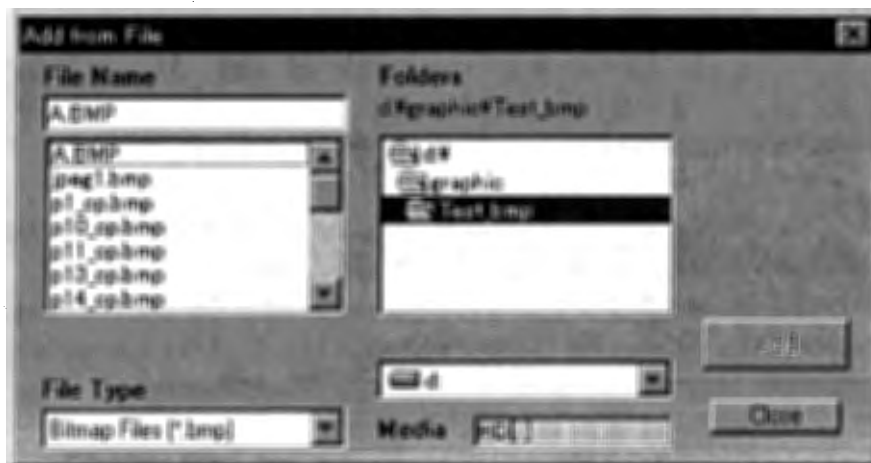 Add from File
File Name
A.BMP
A.BMP
jpeg1.bmp
p1_cp.bmp
p10_cp.bmp
p11_cp.bmp
p13_cp.bmp
p14_cp.bmp
File Type
Bitmap Files (*.bmp)
Folders
d:¥graphic¥Test_bmp
d:¥
graphic
Test_bmp
d:
Media
Add
Close